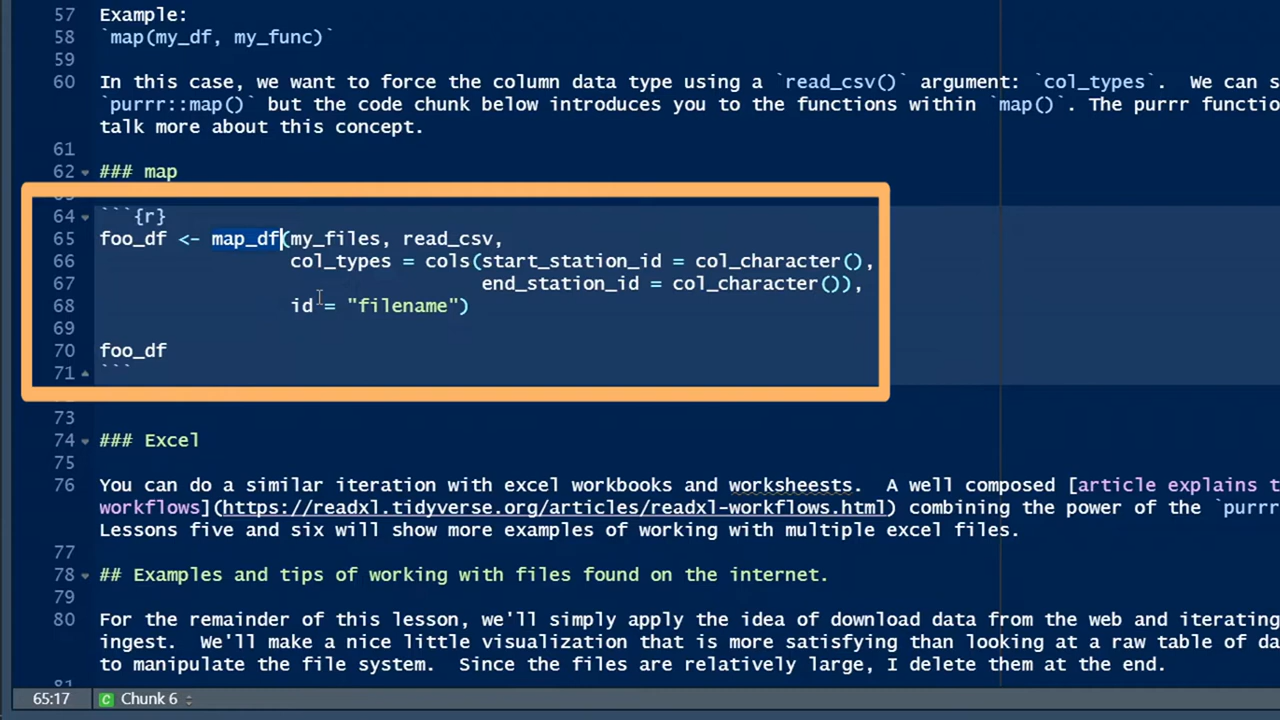 57 Example:
58 `map(my_df, my_func)`
59
60 In this case, we want to force the column data type using a `read_csv()` argument: `col_types`.  We can s
`purrr::map()` but the code chunk below introduces you to the functions within `map()`. The purrr functio
talk more about this concept.
61
62 ### map
64 ```{r}
65 foo_df <- map_df(my_files, read_csv,
66 col_types = cols(start_station_id = col_character(),
67 end_station_id = col_character()),
68 id = "filename")
69
70 foo_df
71 ```
73
74 ### Excel
75
76 You can do a similar iteration with excel workbooks and worksheests.  A well composed [article explains t
workflows](https://readxl.tidyverse.org/articles/readxl-workflows.html) combining the power of the `purrr
Lessons five and six will show more examples of working with multiple excel files.
77
78 ## Examples and tips of working with files found on the internet.
79
80 For the remainder of this lesson, we'll simply apply the idea of download data from the web and iterating
ingest.  We'll make a nice little visualization that is more satisfying than looking at a raw table of da
to manipulate the file system.  Since the files are relatively large, I delete them at the end.
81
65:17 C Chunk 6